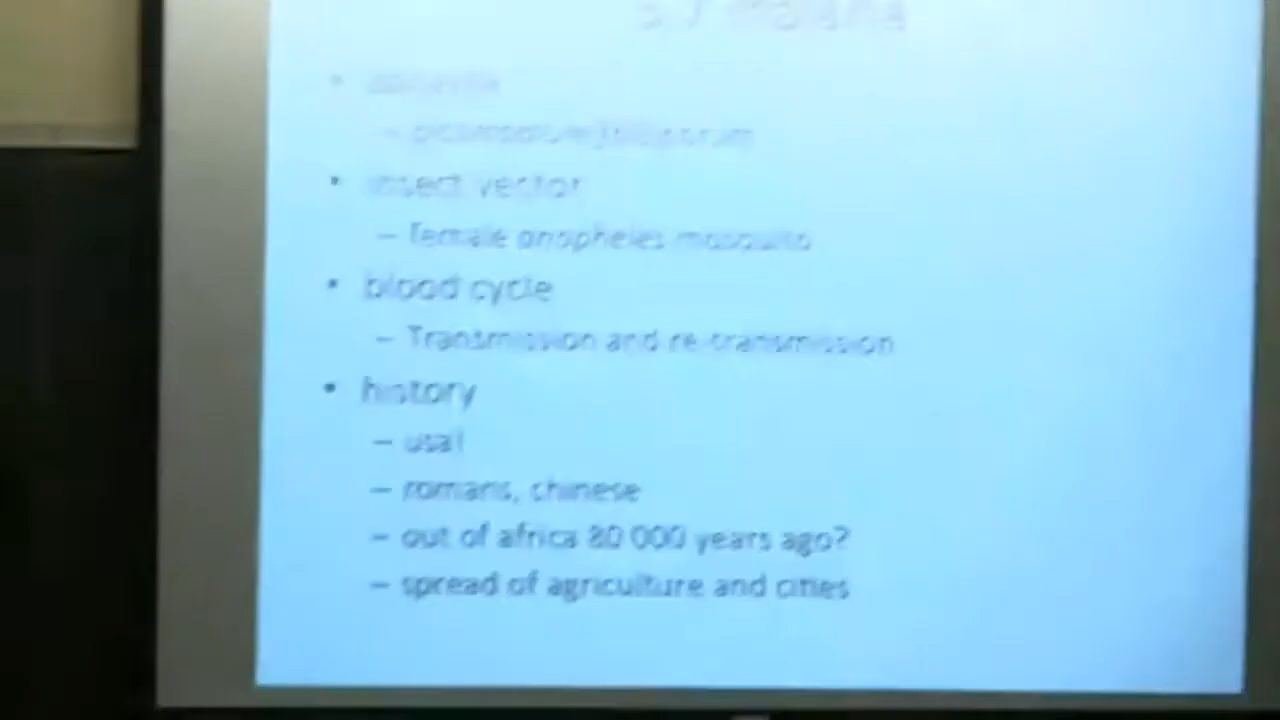 malaria
insect vector
– female anopheles mosquito
• blood cycle
– Transmission and re-transmission
• history
– usa!
– romans, chinese
– out of africa 80 000 years ago?
– spread of agriculture and cities